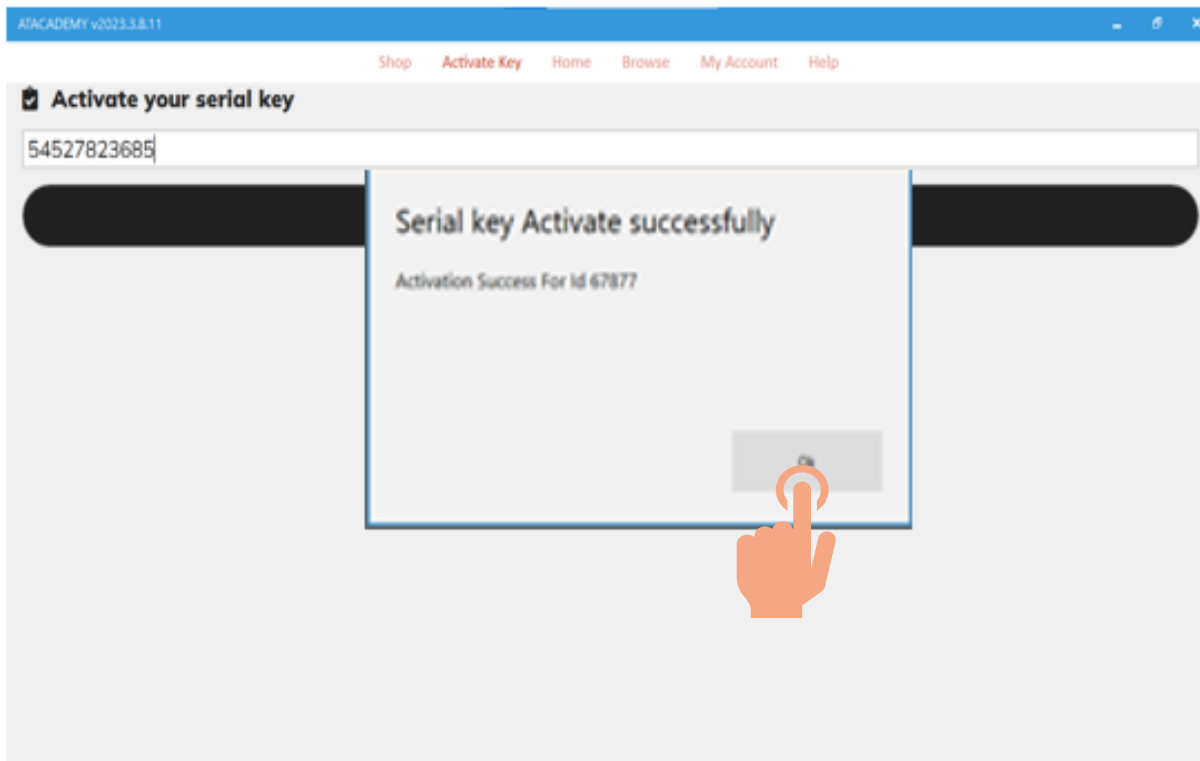 ATACADEMY v2023.3.8.11
Shop Activate Key Home Browse My Account Help
Activate your serial key
54527823685
Serial key Activate successfully
Activation Success For Id 67877